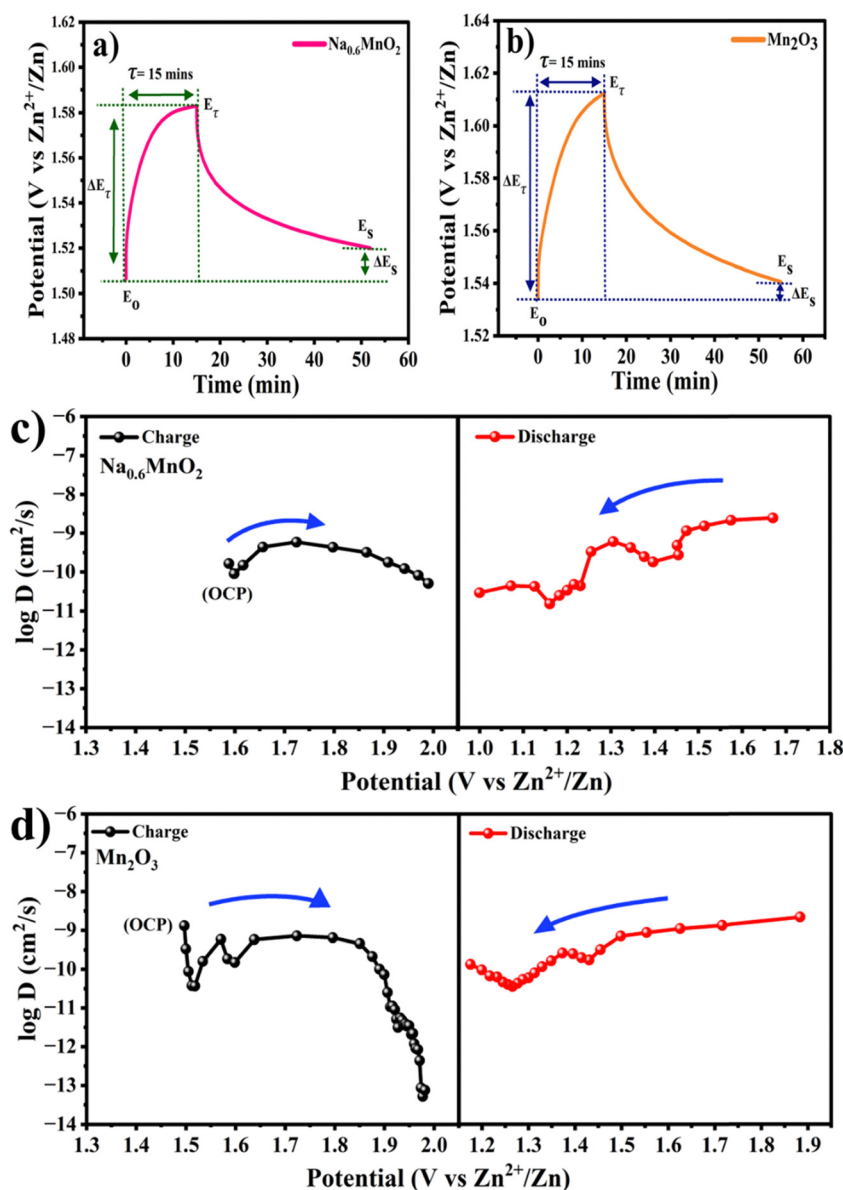 a)
Na0.6MnO2
τ= 15 mins
Eτ
ΔEτ
Es
ΔEs
Eo
1.62
1.60
1.58
1.56
1.54
1.52
1.50
1.48
0 10 20 30 40 50 60
Potential (V vs Zn2+/Zn)
Time (min)
b)
Mn2O3
τ= 15 mins
Eτ
ΔEτ
Es
ΔEs
Eo
1.64
1.62
1.60
1.58
1.56
1.54
1.52
0 10 20 30 40 50 60
Potential (V vs Zn2+/Zn)
Time (min)
c)
Charge
Na0.6MnO2
(OCP)
Discharge
−6
−7
−8
−9
−10
−11
−12
−13
−14
log D (cm2/s)
1.3 1.4 1.5 1.6 1.7 1.8 1.9 2.0 1.0 1.1 1.2 1.3 1.4 1.5 1.6 1.7 1.8
Potential (V vs Zn2+/Zn)
d)
Charge
Mn2O3
(OCP)
Discharge
−6
−7
−8
−9
−10
−11
−12
−13
−14
log D (cm2/s)
1.3 1.4 1.5 1.6 1.7 1.8 1.9 2.0 1.2 1.3 1.4 1.5 1.6 1.7 1.8 1.9
Potential (V vs Zn2+/Zn)